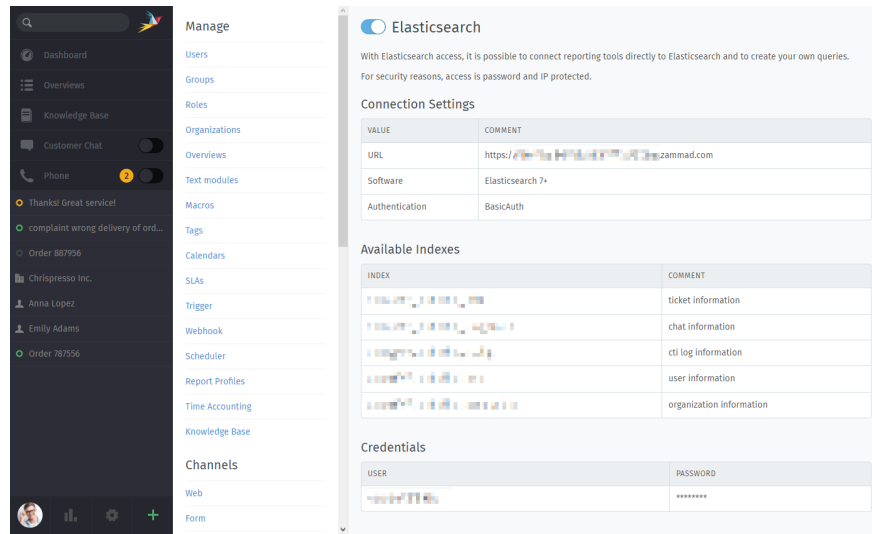 Dashboard
Overviews
Knowledge Base
Customer Chat
Phone 2
Thanks! Great service!
complaint wrong delivery of ord...
Order 887956
Chrispresso Inc.
Anna Lopez
Emily Adams
Order 787556
Manage
Users
Groups
Roles
Organizations
Overviews
Text modules
Macros
Tags
Calendars
SLAs
Trigger
Webhook
Scheduler
Report Profiles
Time Accounting
Knowledge Base
Channels
Web
Form
Elasticsearch
With Elasticsearch access, it is possible to connect reporting tools directly to Elasticsearch and to create your own queries.
For security reasons, access is password and IP protected.
Connection Settings
VALUE COMMENT
URL https:/ zammad.com
Software Elasticsearch 7+
Authentication BasicAuth
Available Indexes
INDEX COMMENT
ticket information
chat information
cti log information
user information
organization information
Credentials
USER PASSWORD
********